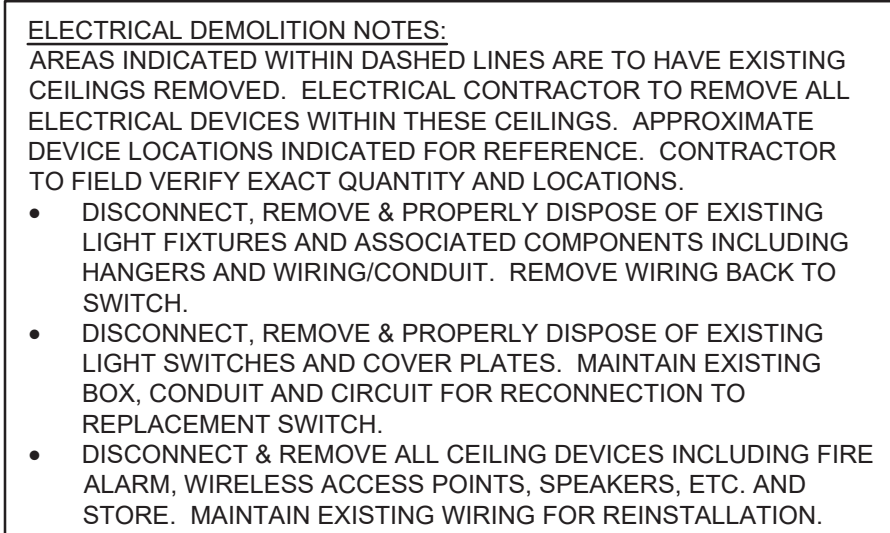 ELECTRICAL DEMOLITION NOTES:
AREAS INDICATED WITHIN DASHED LINES ARE TO HAVE EXISTING
CEILINGS REMOVED.  ELECTRICAL CONTRACTOR TO REMOVE ALL
ELECTRICAL DEVICES WITHIN THESE CEILINGS.  APPROXIMATE
DEVICE LOCATIONS INDICATED FOR REFERENCE.  CONTRACTOR
TO FIELD VERIFY EXACT QUANTITY AND LOCATIONS.
• DISCONNECT, REMOVE & PROPERLY DISPOSE OF EXISTING
LIGHT FIXTURES AND ASSOCIATED COMPONENTS INCLUDING
HANGERS AND WIRING/CONDUIT.  REMOVE WIRING BACK TO
SWITCH.
• DISCONNECT, REMOVE & PROPERLY DISPOSE OF EXISTING
LIGHT SWITCHES AND COVER PLATES.  MAINTAIN EXISTING
BOX, CONDUIT AND CIRCUIT FOR RECONNECTION TO
REPLACEMENT SWITCH.
• DISCONNECT & REMOVE ALL CEILING DEVICES INCLUDING FIRE
ALARM, WIRELESS ACCESS POINTS, SPEAKERS, ETC. AND
STORE.  MAINTAIN EXISTING WIRING FOR REINSTALLATION.